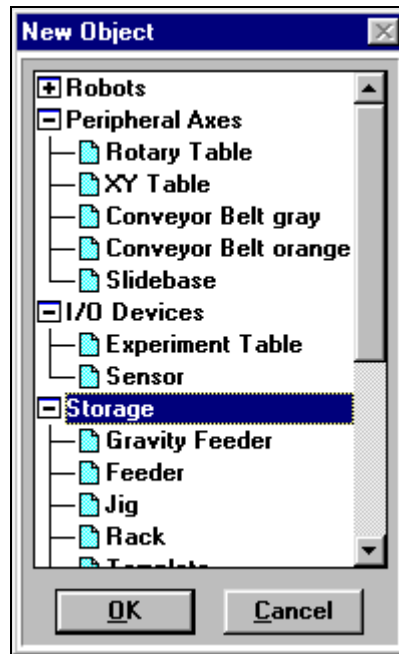 New Object
Robots
Peripheral Axes
Rotary Table
XY Table
Conveyor Belt gray
Conveyor Belt orange
Slidebase
I/O Devices
Experiment Table
Sensor
Storage
Gravity Feeder
Feeder
Jig
Rack
Template
OK
Cancel